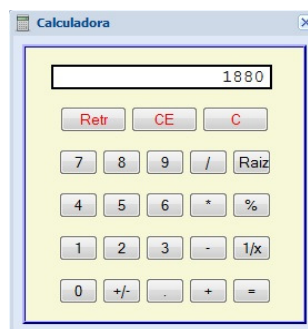 Calculadora
1880
Retr CE C
7 8 9 / Raiz
4 5 6 * %
1 2 3 - 1/x
0 +/- . + =